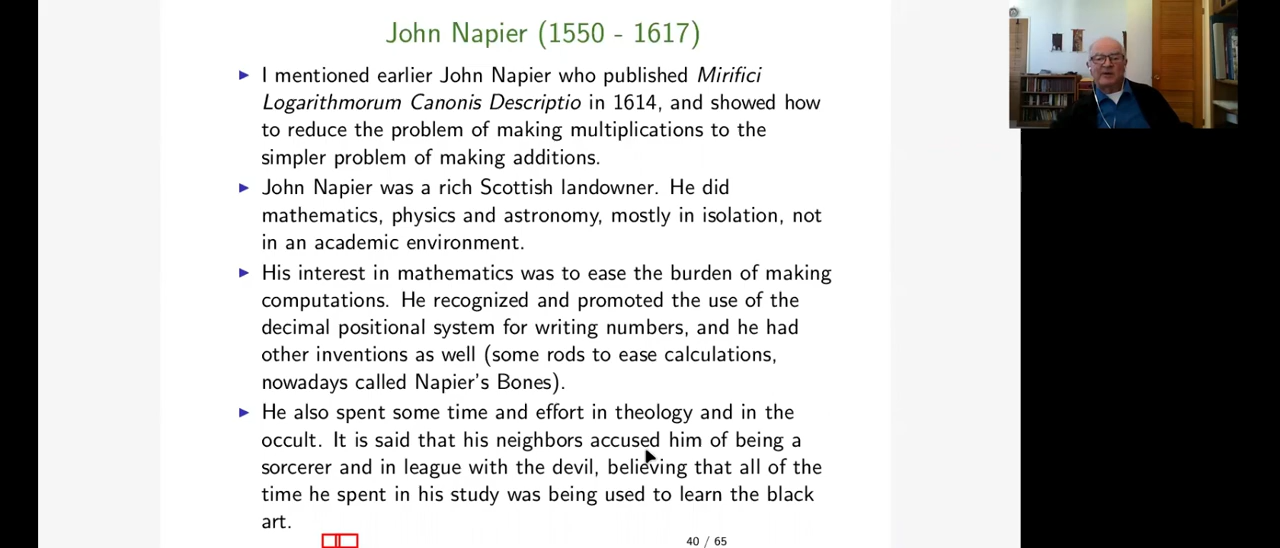 John Napier (1550 - 1617)
I mentioned earlier John Napier who published Mirifici
Logarithmorum Canonis Descriptio in 1614, and showed how
to reduce the problem of making multiplications to the
simpler problem of making additions.
John Napier was a rich Scottish landowner. He did
mathematics, physics and astronomy, mostly in isolation, not
in an academic environment.
His interest in mathematics was to ease the burden of making
computations. He recognized and promoted the use of the
decimal positional system for writing numbers, and he had
other inventions as well (some rods to ease calculations,
nowadays called Napier's Bones).
He also spent some time and effort in theology and in the
occult. It is said that his neighbors accused him of being a
sorcerer and in league with the devil, believing that all of the
time he spent in his study was being used to learn the black
art.
40 / 65